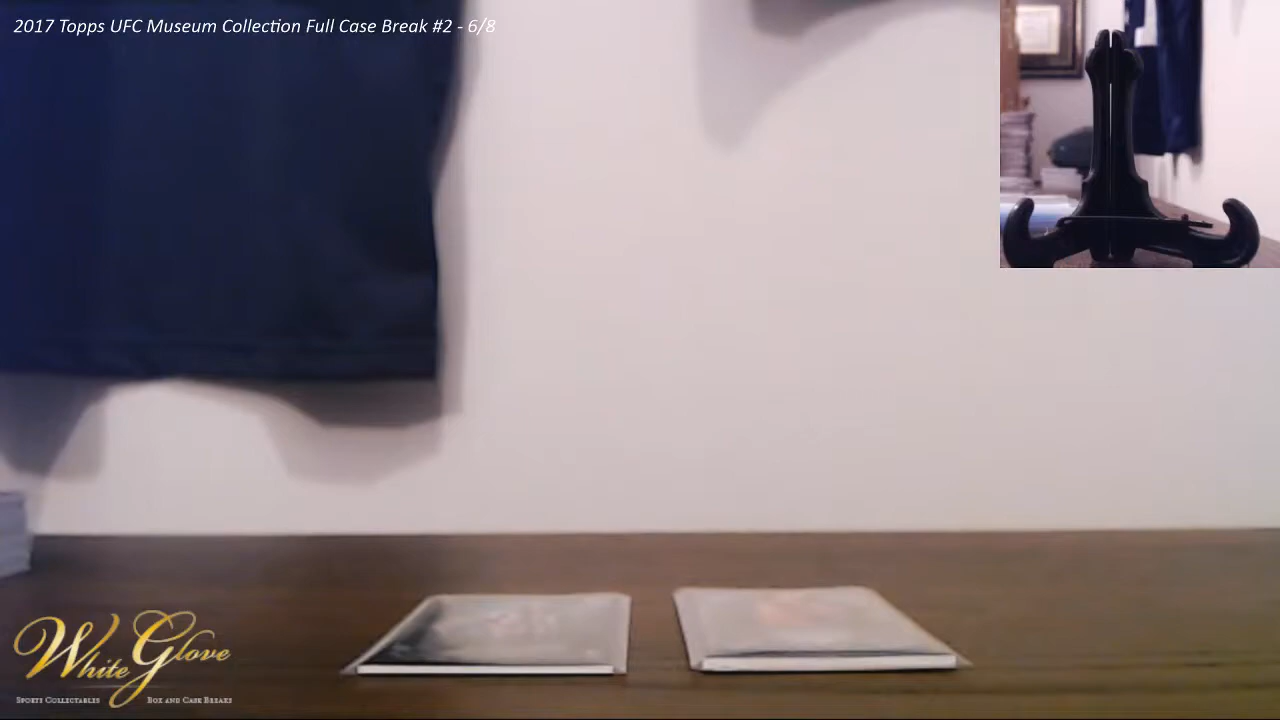 2017 Topps UFC Museum Collection Full Case Break #2 - 6/8
White Glove
Sports Collectables Box and Case Breaks